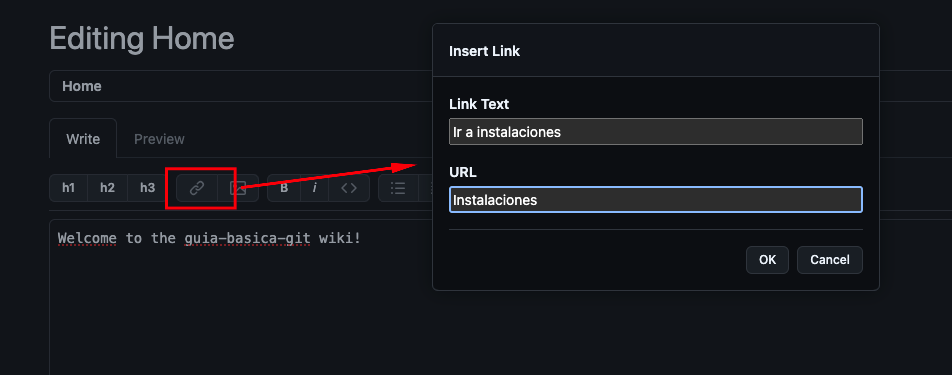 Editing Home
Home
Write Preview
h1 h2 h3 B i
Welcome to the guia-basica-git wiki!
Insert Link
Link Text
Ir a instalaciones
URL
Instalaciones
OK Cancel